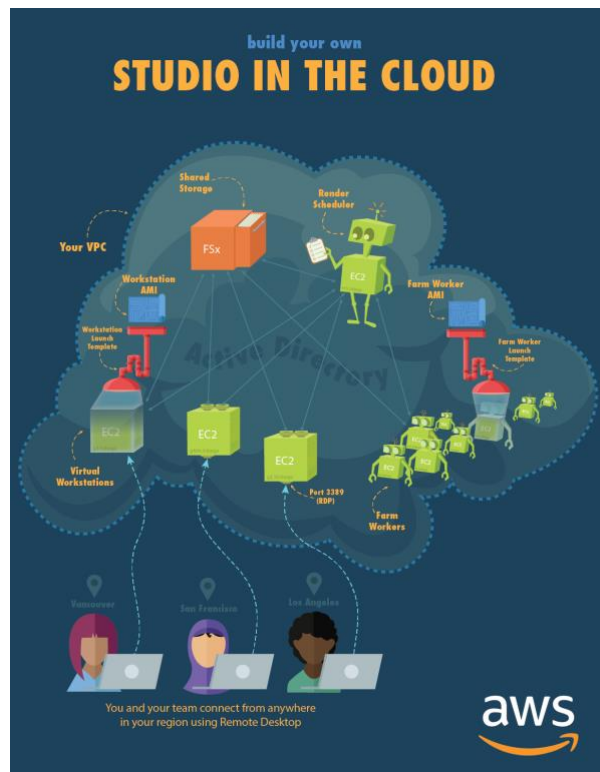 build your own
STUDIO IN THE CLOUD
Shared
Storage
Render
Scheduler
Your VPC
FSx
EC2
Workstation
AMI
Farm Worker
AMI
Workstation
Launch
Template
Farm Worker
Launch
Template
Active Directory
EC2
EC2
EC2
EC2
EC2
EC2
EC2
Virtual
Workstations
Port 3389
(RDP)
Farm
Workers
Vancouver
San Francisco
Los Angeles
You and your team connect from anywhere
in your region using Remote Desktop
aws